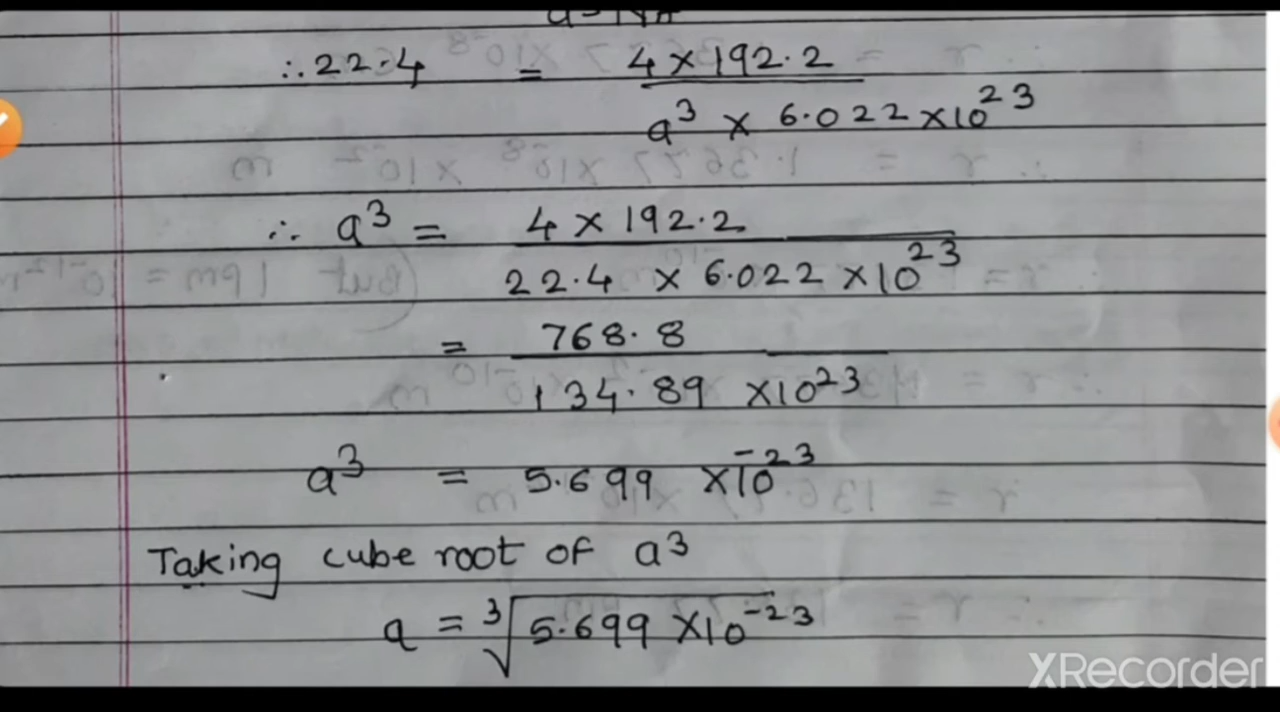 ∴ 22.4 = 4 × 192.2
a³ × 6.022 × 10²³
∴ a³ = 4 × 192.2
22.4 × 6.022 × 10²³
= 768.8
134.89 × 10²³
a³ = 5.699 × 10⁻²³
Taking cube root of a³
a = ³√5.699 × 10⁻²³
XRecorder